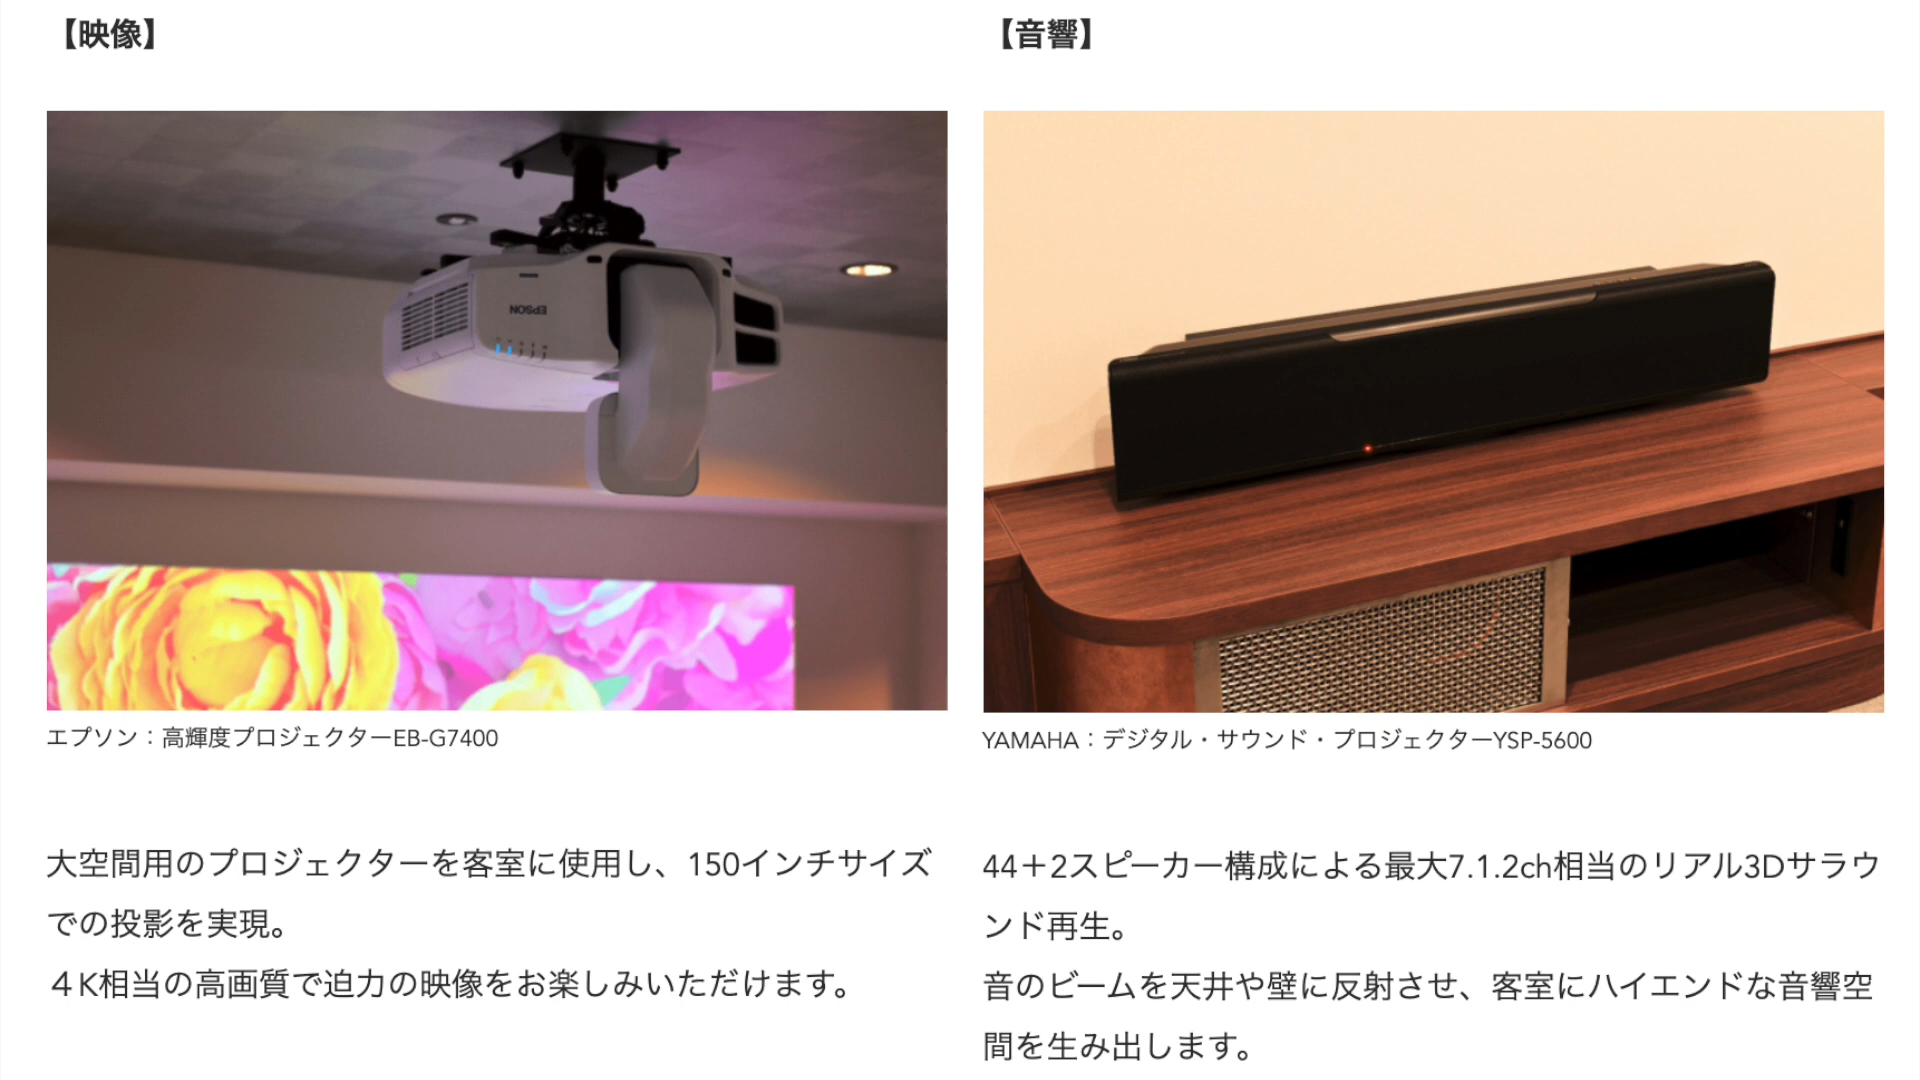 【映像】
EPSON
エプソン：高輝度プロジェクターEB-G7400
大空間用のプロジェクターを客室に使用し、150インチサイズ
での投影を実現。
４K相当の高画質で迫力の映像をお楽しみいただけます。
【音響】
YAMAHA：デジタル・サウンド・プロジェクターYSP-5600
44＋2スピーカー構成による最大7.1.2ch相当のリアル3Dサラウ
ンド再生。
音のビームを天井や壁に反射させ、客室にハイエンドな音響空
間を生み出します。